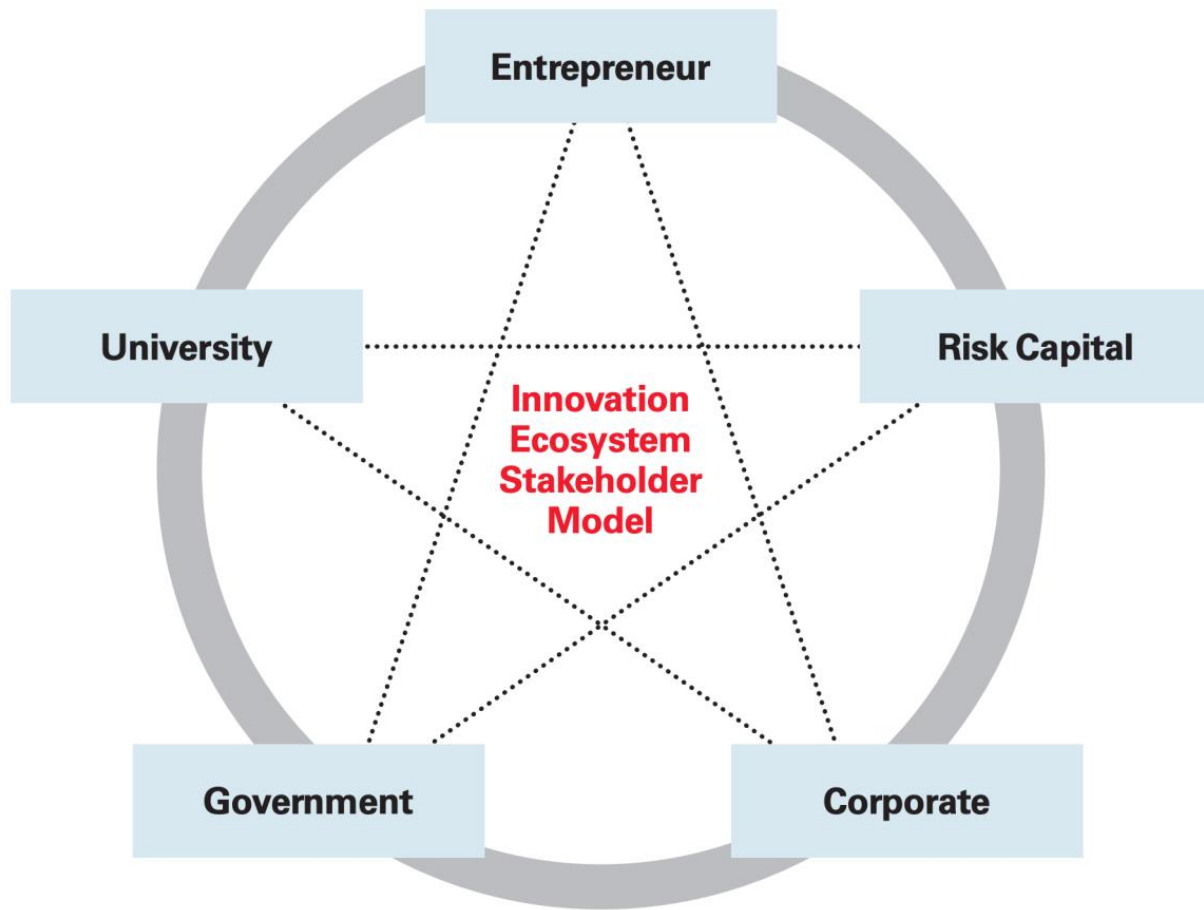 Entrepreneur
University
Risk Capital
Innovation
Ecosystem
Stakeholder
Model
Government
Corporate